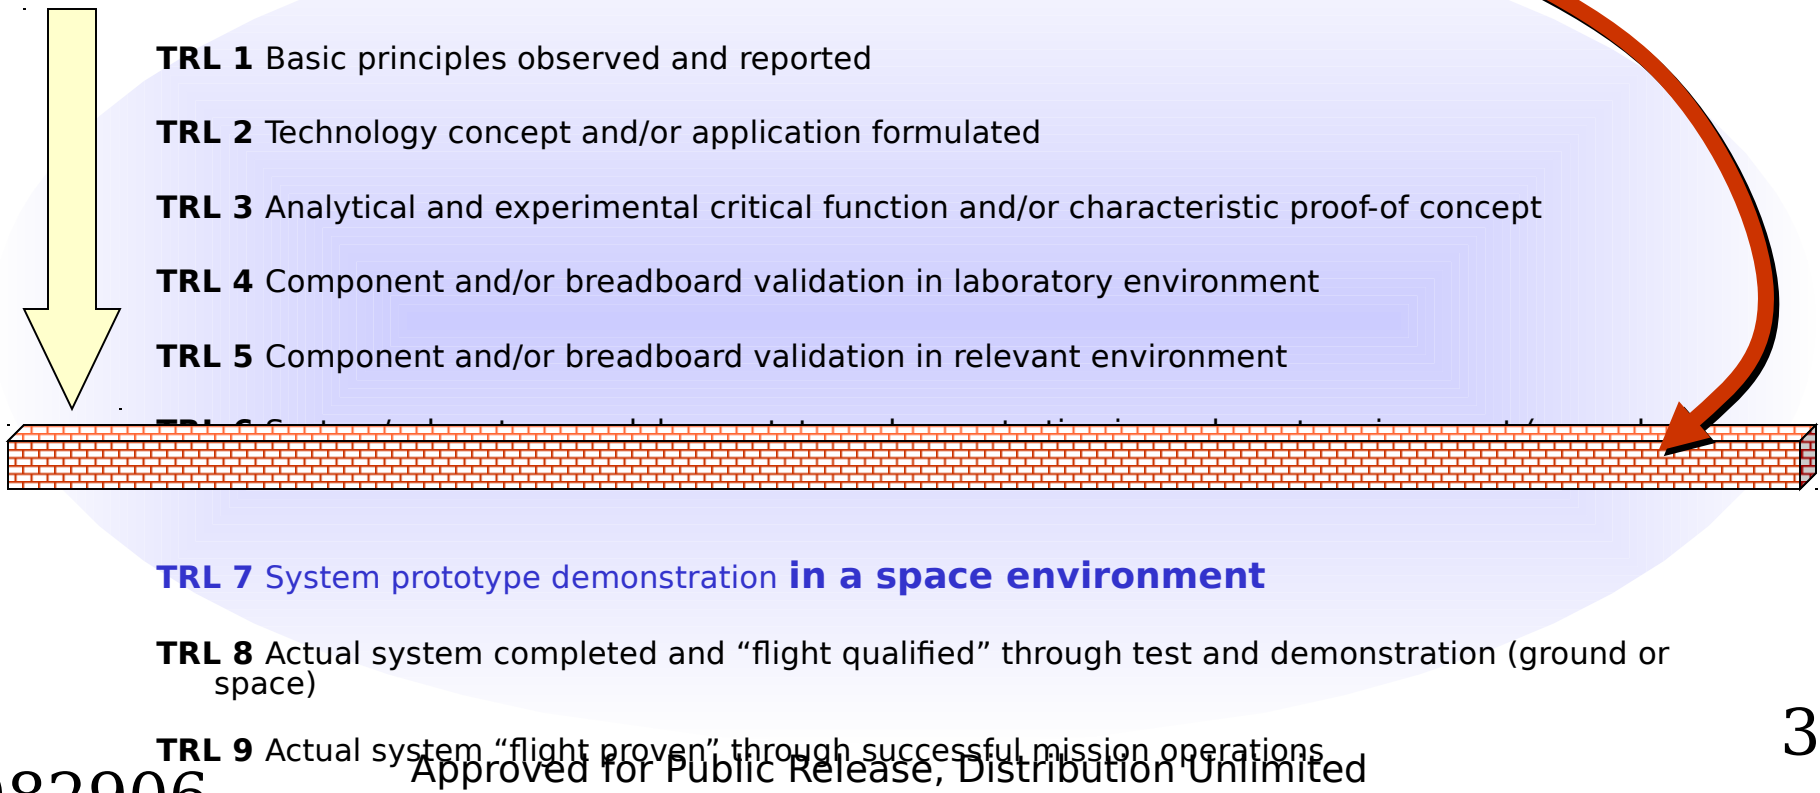 TRL 1 Basic principles observed and reported
TRL 2 Technology concept and/or application formulated
TRL 3 Analytical and experimental critical function and/or characteristic proof-of concept
TRL 4 Component and/or breadboard validation in laboratory environment
TRL 5 Component and/or breadboard validation in relevant environment
TRL 7 System prototype demonstration in a space environment
TRL 8 Actual system completed and “flight qualified” through test and demonstration (ground or
space)
TRL 9 Actual system “flight proven” through successful mission operations
3
Approved for Public Release, Distribution Unlimited